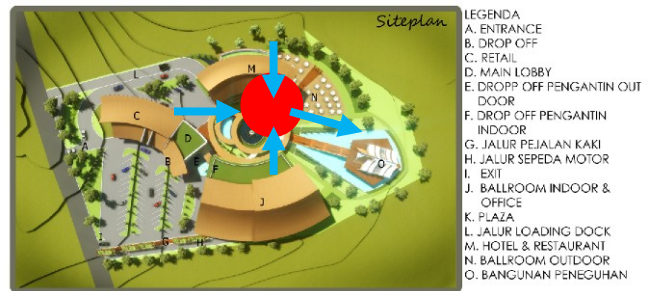 Siteplan
L
M
N
C
A
D
B
E
F
O
J
I
G
H
LEGENDA
A. ENTRANCE
B. DROP OFF
C. RETAIL
D. MAIN LOBBY
E. DROPP OFF PENGANTIN OUT
DOOR
F. DROP OFF PENGANTIN
INDOOR
G. JALUR PEJALAN KAKI
H. JALUR SEPEDA MOTOR
I. EXIT
J. BALLROOM INDOOR &
OFFICE
K. PLAZA
L. JALUR LOADING DOCK
M. HOTEL & RESTAURANT
N. BALLROOM OUTDOOR
O. BANGUNAN PENEGUHAN